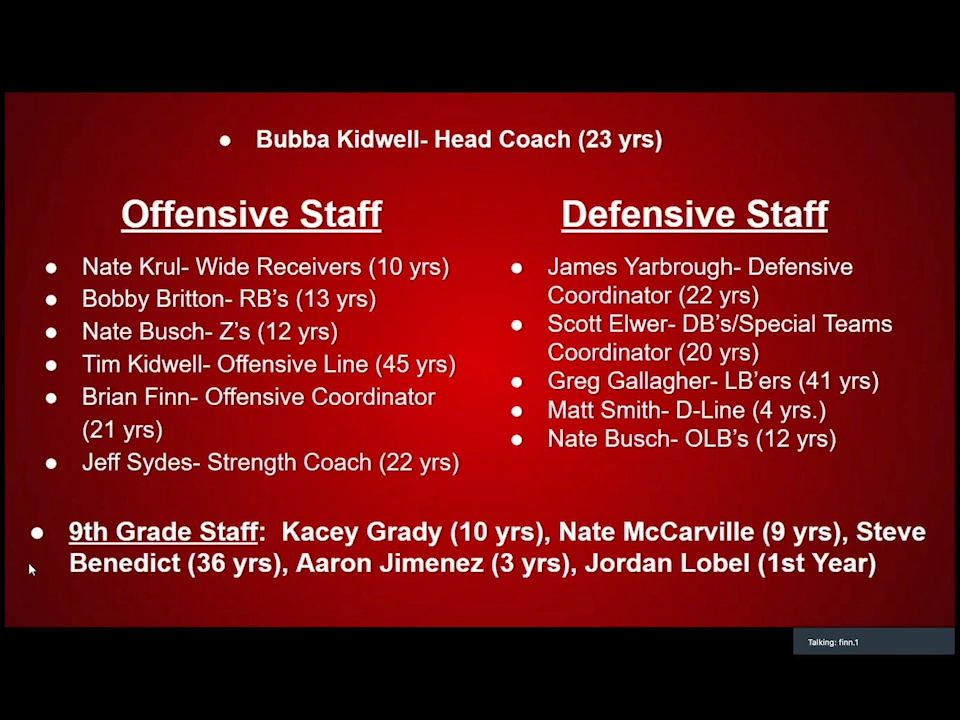 ● Bubba Kidwell- Head Coach (23 yrs)
Offensive Staff
● Nate Krul- Wide Receivers (10 yrs)
● Bobby Britton- RB's (13 yrs)
● Nate Busch- Z's (12 yrs)
● Tim Kidwell- Offensive Line (45 yrs)
● Brian Finn- Offensive Coordinator
(21 yrs)
● Jeff Sydes- Strength Coach (22 yrs)
Defensive Staff
● James Yarbrough- Defensive
Coordinator (22 yrs)
● Scott Elwer- DB's/Special Teams
Coordinator (20 yrs)
● Greg Gallagher- LB'ers (41 yrs)
● Matt Smith- D-Line (4 yrs.)
● Nate Busch- OLB's (12 yrs)
● 9th Grade Staff: Kacey Grady (10 yrs), Nate McCarville (9 yrs), Steve
Benedict (36 yrs), Aaron Jimenez (3 yrs), Jordan Lobel (1st Year)
Talking: finn.1